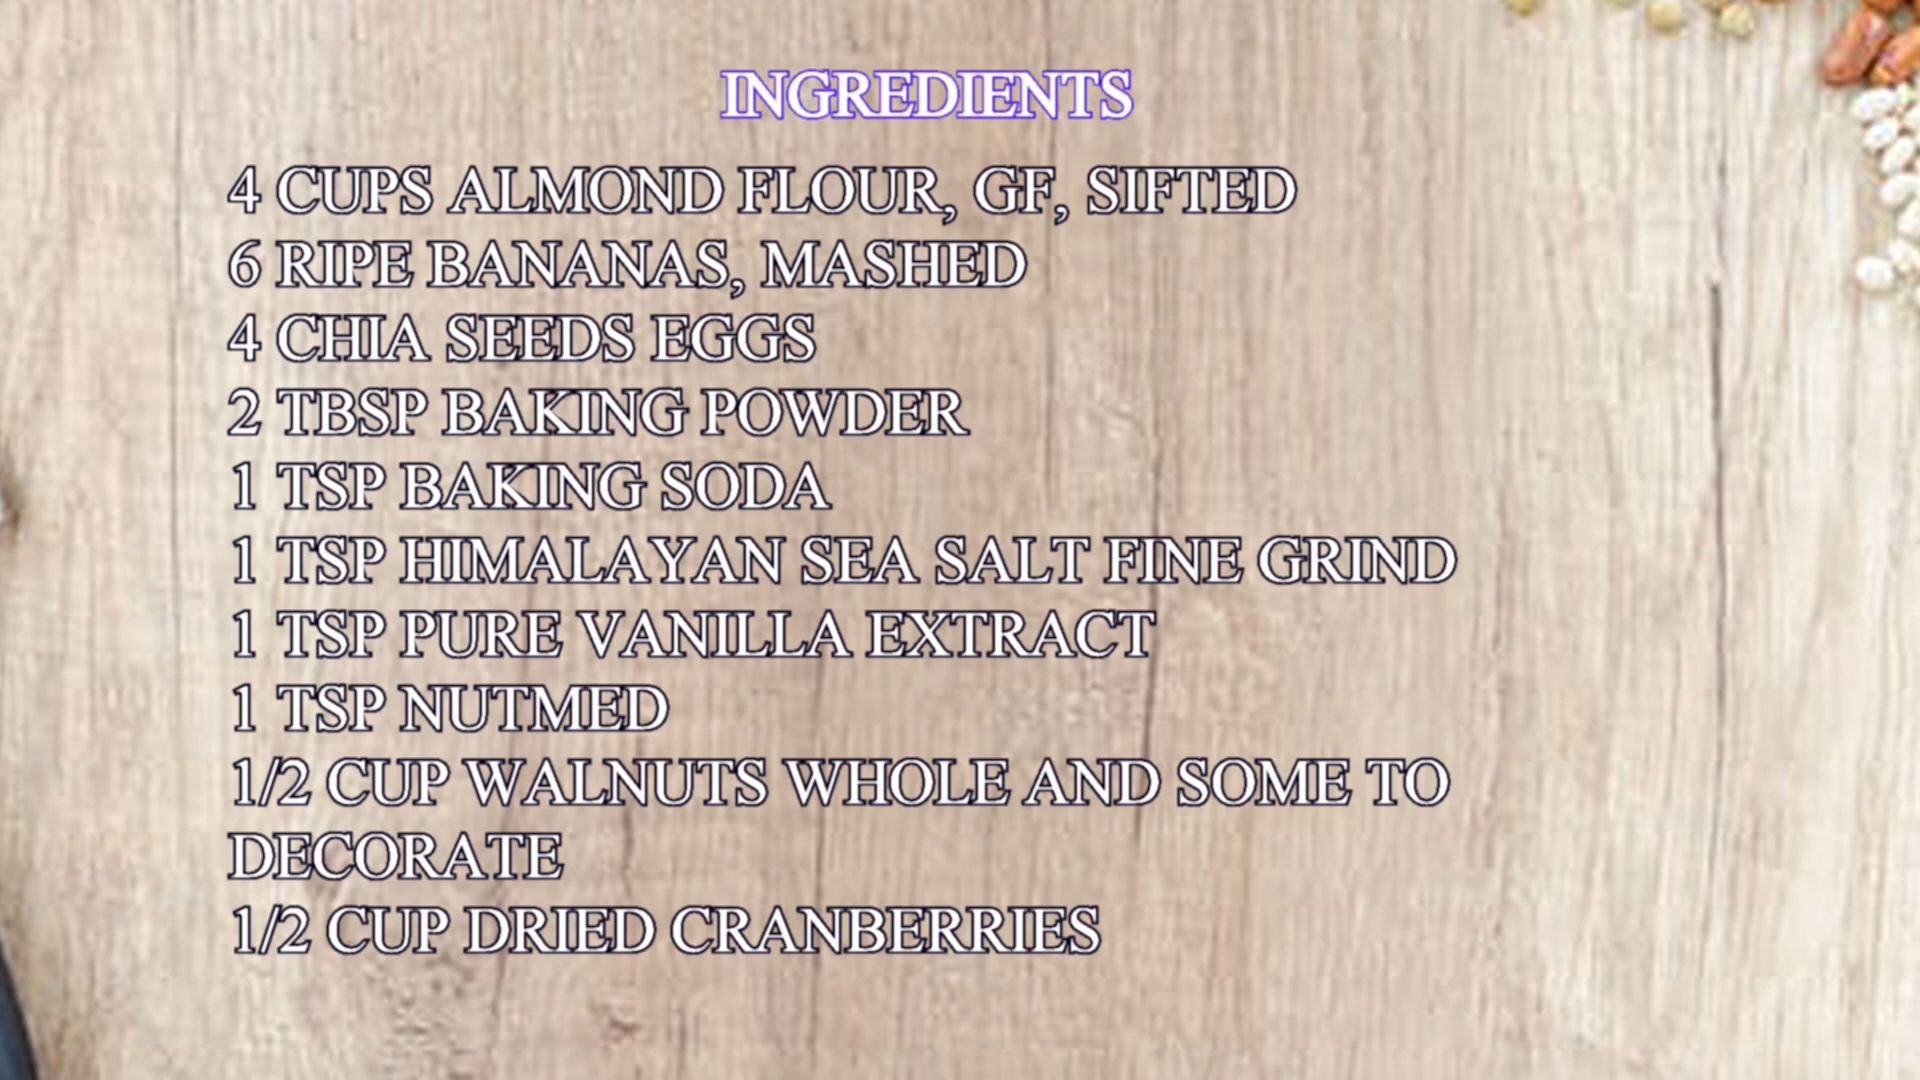 INGREDIENTS
4 CUPS ALMOND FLOUR, GF, SIFTED
6 RIPE BANANAS, MASHED
4 CHIA SEEDS EGGS
2 TBSP BAKING POWDER
1 TSP BAKING SODA
1 TSP HIMALAYAN SEA SALT FINE GRIND
1 TSP PURE VANILLA EXTRACT
1 TSP NUTMED
1/2 CUP WALNUTS WHOLE AND SOME TO
DECORATE
1/2 CUP DRIED CRANBERRIES